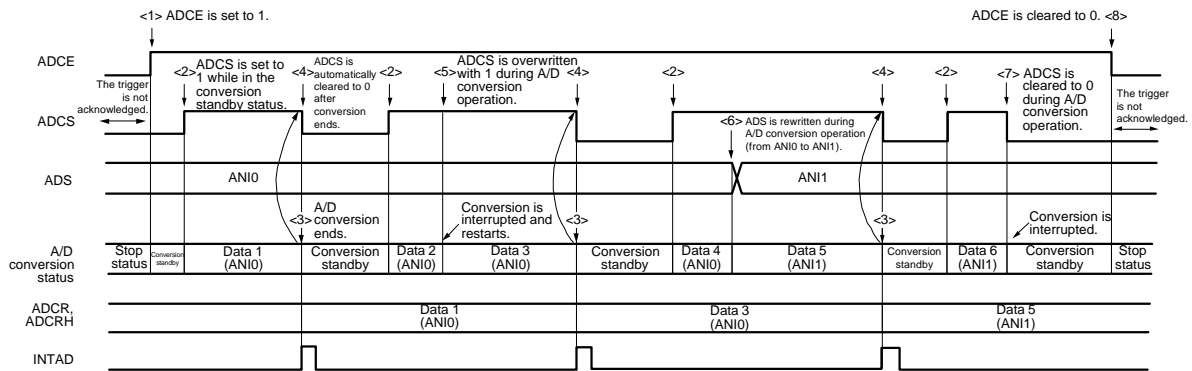 <1> ADCE is set to 1.
ADCE is cleared to 0. <8>
ADCE
The trigger
is not
acknowledged.
<2>
ADCS is set to
1 while in the
conversion
standby status.
<4>
ADCS is
automatically
cleared to 0
after
conversion
ends.
<2>
<5>
ADCS is overwritten
with 1 during A/D
conversion
operation.
<4>
<2>
<4>
<2>
<7>
ADCS is
cleared to 0
during A/D
conversion
operation.
The trigger
is not
acknowledged.
ADCS
<6> ADS is rewritten during
A/D conversion operation
(from ANI0 to ANI1).
ADS
ANI0
ANI1
<3>
A/D
conversion
ends.
Conversion is
interrupted and
restarts.
<3>
<3>
Conversion is
interrupted.
A/D
conversion
status
Stop
status
Conversion
standby
Data 1
(ANI0)
Conversion
standby
Data 2
(ANI0)
Data 3
(ANI0)
Conversion
standby
Data 4
(ANI0)
Data 5
(ANI1)
Conversion
standby
Data 6
(ANI1)
Conversion
standby
Stop
status
ADCR,
ADCRH
Data 1
(ANI0)
Data 3
(ANI0)
Data 5
(ANI1)
INTAD